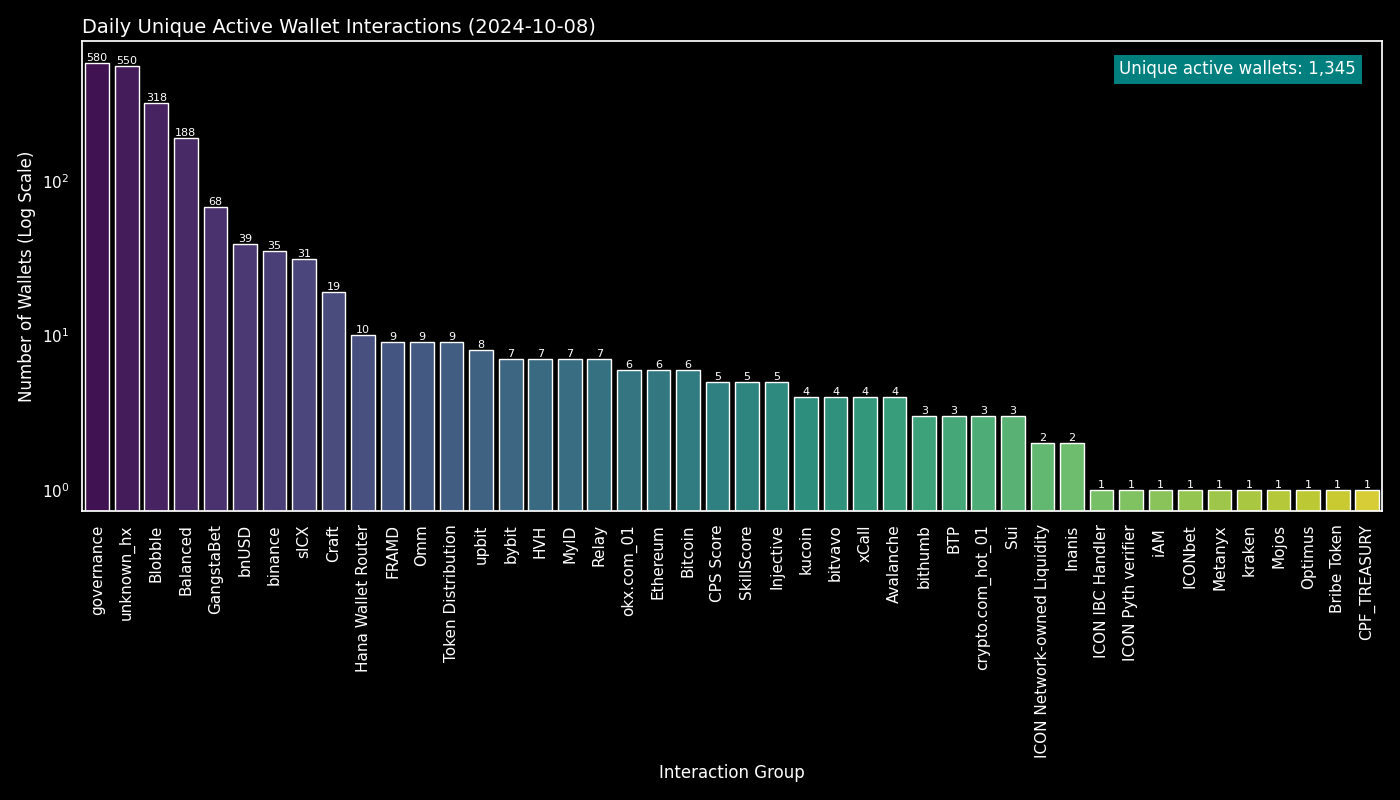 Daily Unique Active Wallet Interactions (2024-10-08)
Unique active wallets: 1,345
Number of Wallets (Log Scale)
10²
10¹
10⁰
580
550
318
188
68
39
35
31
19
10
9
9
9
8
7
7
7
7
6
6
6
5
5
5
4
4
4
4
3
3
3
3
2
2
1
1
1
1
1
1
1
1
1
1
governance
unknown_hx
Blobble
Balanced
GangstaBet
bnUSD
binance
sICX
Craft
Hana Wallet Router
FRAMD
Omm
Token Distribution
upbit
bybit
HVH
MyID
Relay
okx.com_01
Ethereum
Bitcoin
CPS Score
SkillScore
Injective
kucoin
bitvavo
xCall
Avalanche
bithumb
BTP
crypto.com_hot_01
Sui
ICON Network-owned Liquidity
Inanis
ICON IBC Handler
ICON Pyth verifier
iAM
ICONbet
Metanyx
kraken
Mojos
Optimus
Bribe Token
CPF_TREASURY
Interaction Group